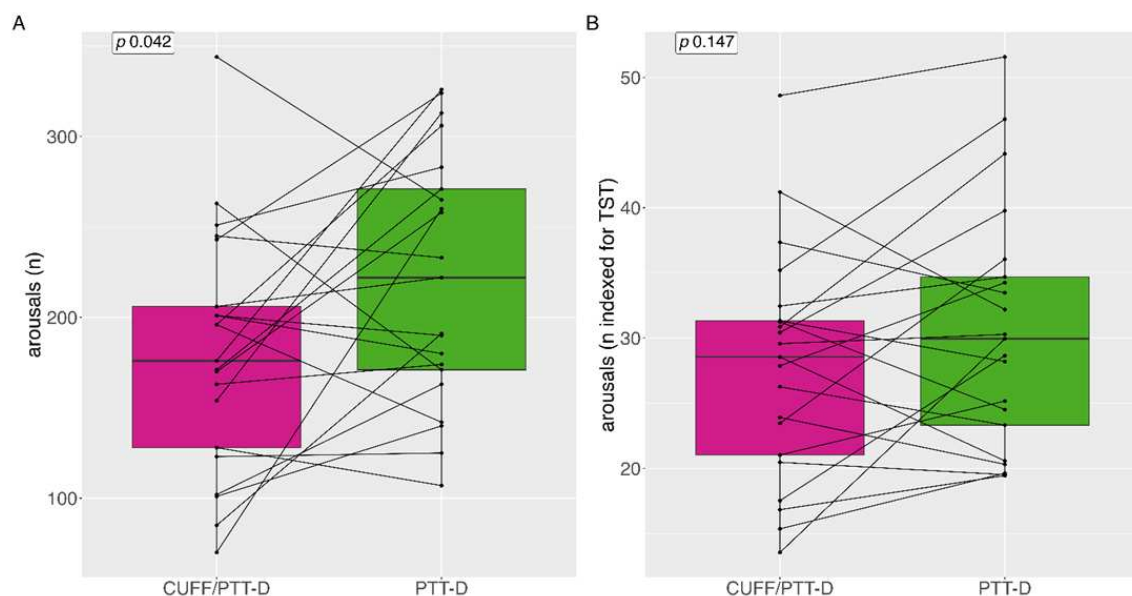 A
p 0.042
arousals (n)
300
200
100
CUFF/PTT-D
PTT-D
B
p 0.147
arousals (n indexed for TST)
50
40
30
20
CUFF/PTT-D
PTT-D